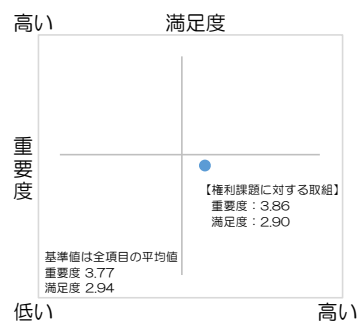 高い
満足度
重要度
【権利課題に対する取組】
重要度：3.86
満足度：2.90
基準値は全項目の平均値
重要度 3.77
満足度 2.94
低い
高い